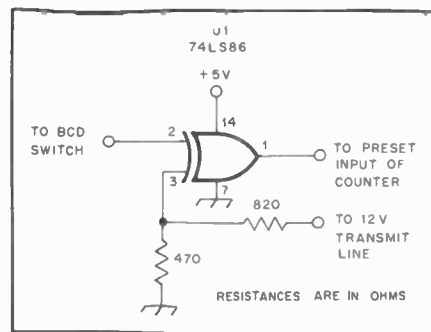 U1
74LS86
+5V
14
TO BCD
SWITCH
2
1
TO PRESET
INPUT OF
COUNTER
3
7
820
TO 12V
TRANSMIT
LINE
470
RESISTANCES ARE IN OHMS